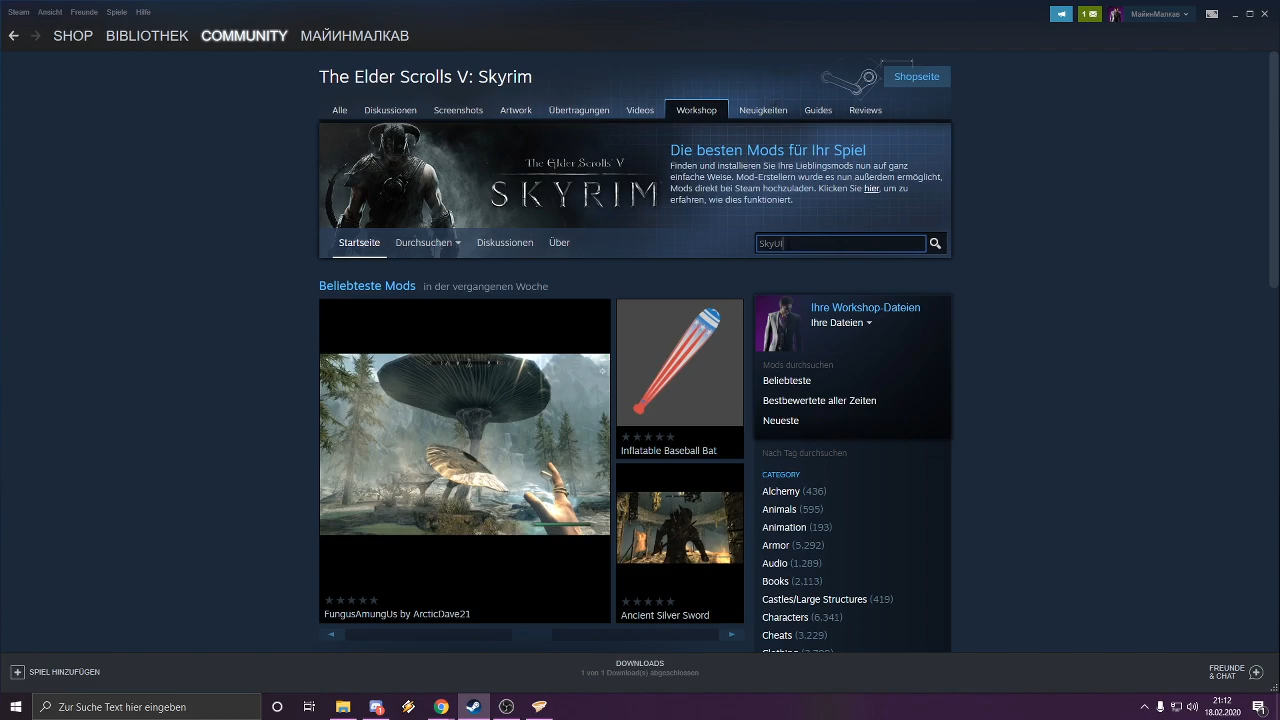 Steam Ansicht Freunde Spiele Hilfe
1
МайинМалкав
SHOP BIBLIOTHEK COMMUNITY МАЙИНМАЛКАВ
The Elder Scrolls V: Skyrim
Shopseite
Alle Diskussionen Screenshots Artwork Übertragungen Videos Workshop Neuigkeiten Guides Reviews
The Elder Scrolls V
SKYRIM
Die besten Mods für Ihr Spiel
Finden und installieren Sie Ihre Lieblingsmods nun auf ganz
einfache Weise. Mod-Erstellern wurde es nun außerdem ermöglicht,
Mods direkt bei Steam hochzuladen. Klicken Sie hier, um zu
erfahren, wie dies funktioniert.
Startseite Durchsuchen Diskussionen Über
SkyUI
Beliebteste Mods in der vergangenen Woche
FungusAmungUs by ArcticDave21
Inflatable Baseball Bat
Ancient Silver Sword
Ihre Workshop-Dateien
Ihre Dateien
Mods durchsuchen
Beliebteste
Bestbewertete aller Zeiten
Neueste
Nach Tag durchsuchen
CATEGORY
Alchemy (436)
Animals (595)
Animation (193)
Armor (5.292)
Audio (1.289)
Books (2.113)
Castles/Large Structures (419)
Characters (6.341)
Cheats (3.229)
SPIEL HINZUFÜGEN
DOWNLOADS
1 von 1 Download(s) abgeschlossen
FREUNDE
& CHAT
Zur Suche Text hier eingeben
1
21:12
18.02.2020